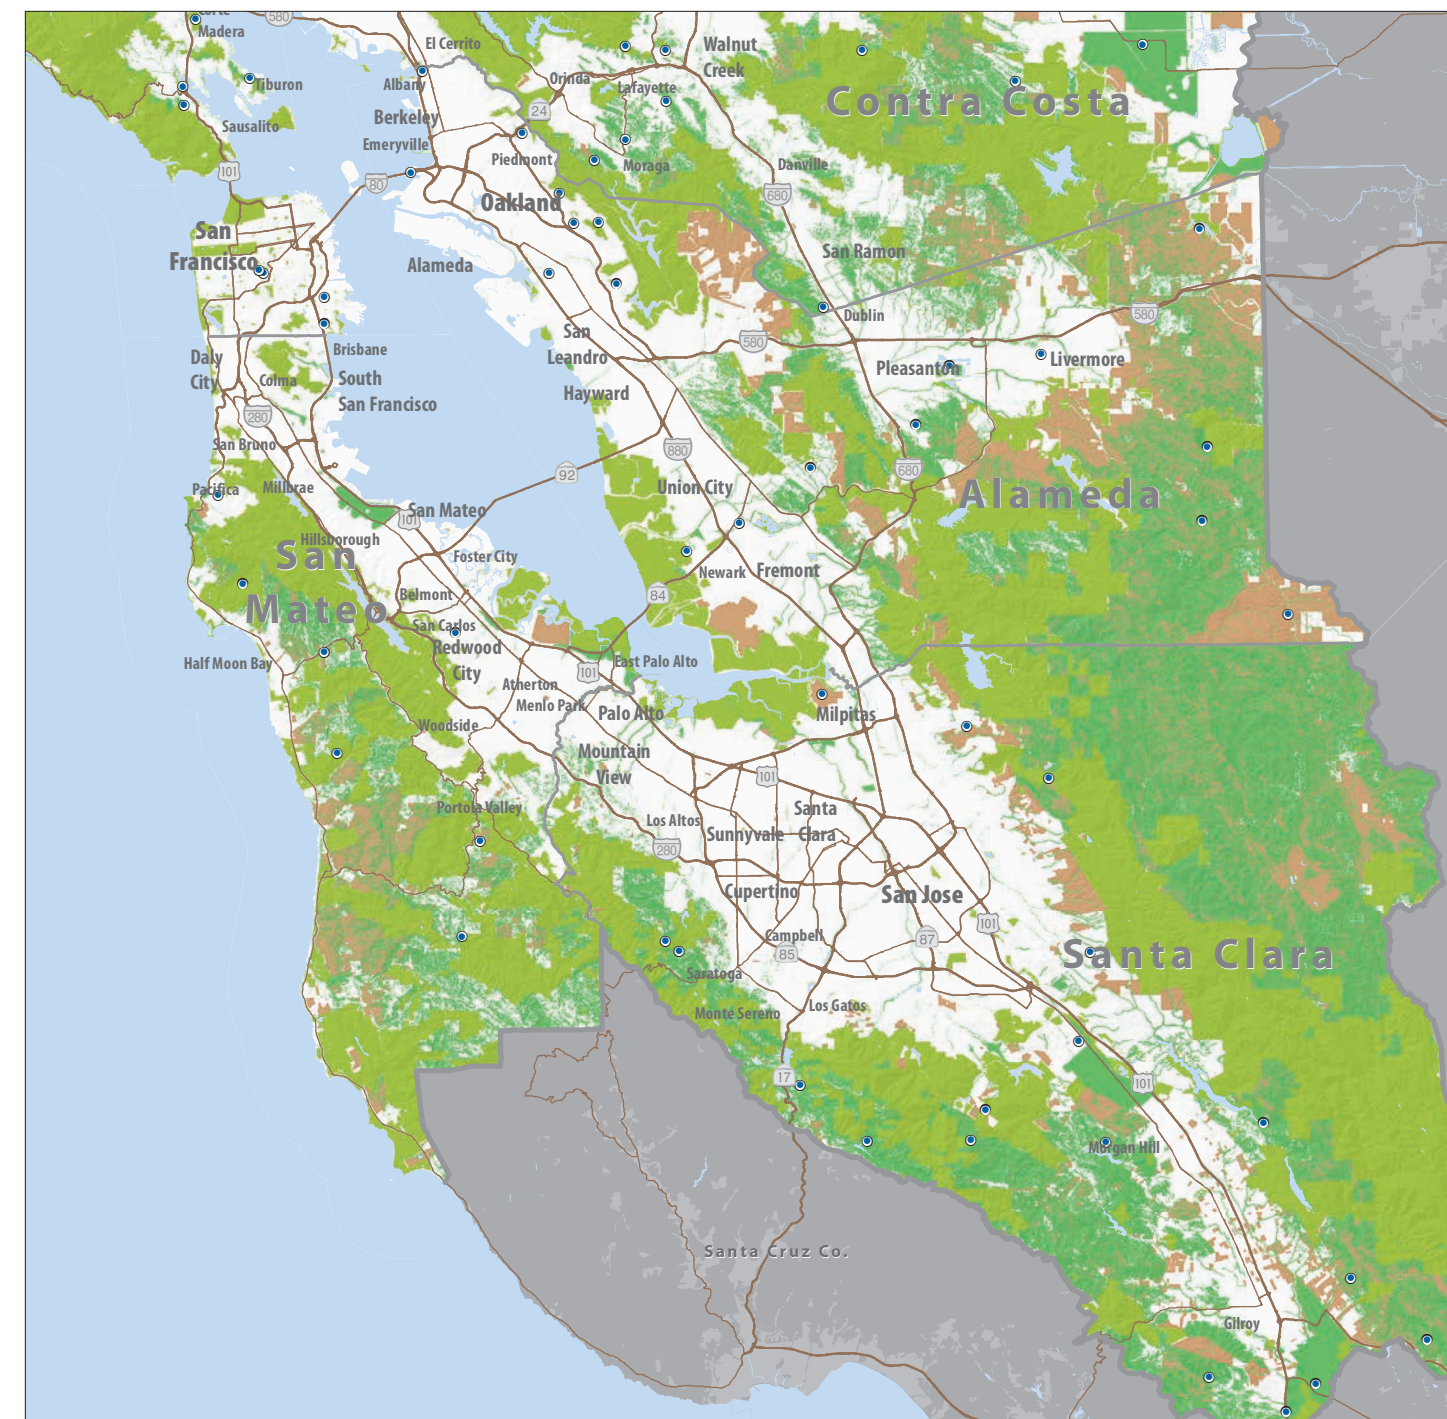 580
Corte
Madera
El Cerrito
Walnut
Creek
Tiburon
Albany
Orinda
Lafayette
Contra Costa
24
Berkeley
Sausalito
Emeryville
Piedmont
Moraga
Danville
101
80
680
Oakland
San
Francisco
Alameda
San Ramon
580
Dublin
San
Leandro
580
Daly
City
Brisbane
Colma
South
San Francisco
Pleasanton
Livermore
Hayward
280
San Bruno
880
92
680
Pacifica
Millbrae
Union City
Alameda
San Mateo
101
Hillsborough
San
Mateo
Foster City
Newark
Fremont
Belmont
84
San Carlos
Redwood
City
Half Moon Bay
East Palo Alto
101
Atherton
Menlo Park
Palo Alto
Milpitas
Woodside
Mountain
View
101
Portola Valley
Los Altos
Santa
Clara
Sunnyvale
280
Cupertino
San Jose
101
Campbell
87
85
Santa Clara
Saratoga
Monte Sereno
Los Gatos
17
101
Morgan Hill
Santa Cruz Co.
Gilroy